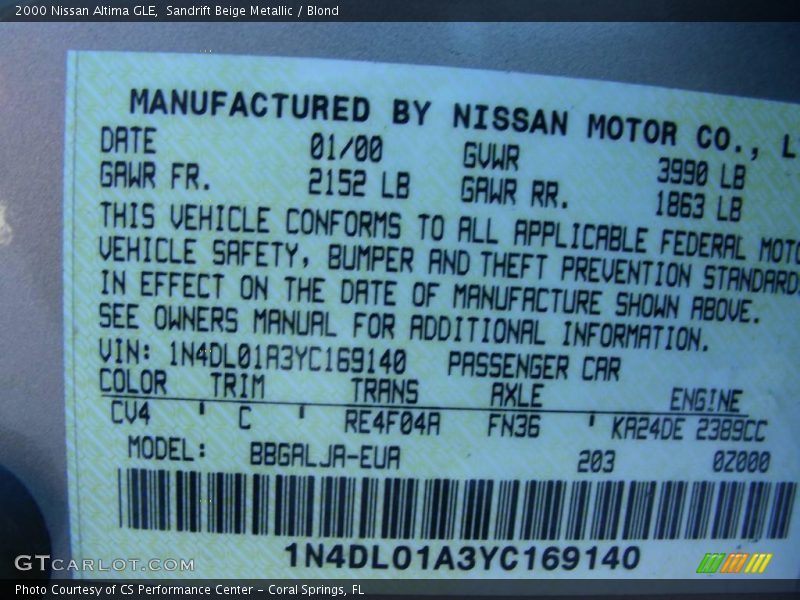 2000 Nissan Altima GLE, Sandrift Beige Metallic / Blond
MANUFACTURED BY NISSAN MOTOR CO., L
DATE 01/00 GVWR 3990 LB
GAWR FR. 2152 LB GAWR RR. 1863 LB
THIS VEHICLE CONFORMS TO ALL APPLICABLE FEDERAL MOTO
VEHICLE SAFETY, BUMPER AND THEFT PREVENTION STANDARDS
IN EFFECT ON THE DATE OF MANUFACTURE SHOWN ABOVE.
SEE OWNERS MANUAL FOR ADDITIONAL INFORMATION.
VIN: 1N4DL01A3YC169140 PASSENGER CAR
COLOR TRIM TRANS AXLE ENGINE
CV4 ' C ' RE4F04A FN36 ' KA24DE 2389CC
MODEL: BBGALJA-EUA 203 0Z000
1N4DL01A3YC169140
GTCARLOT.COM
Photo Courtesy of CS Performance Center - Coral Springs, FL